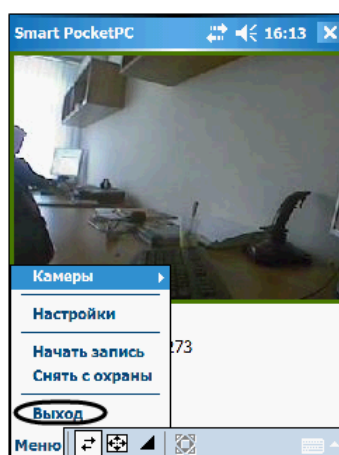 Smart PocketPC 16:13
Камеры
Настройки
273
Начать запись
Снять с охраны
Выход
Меню